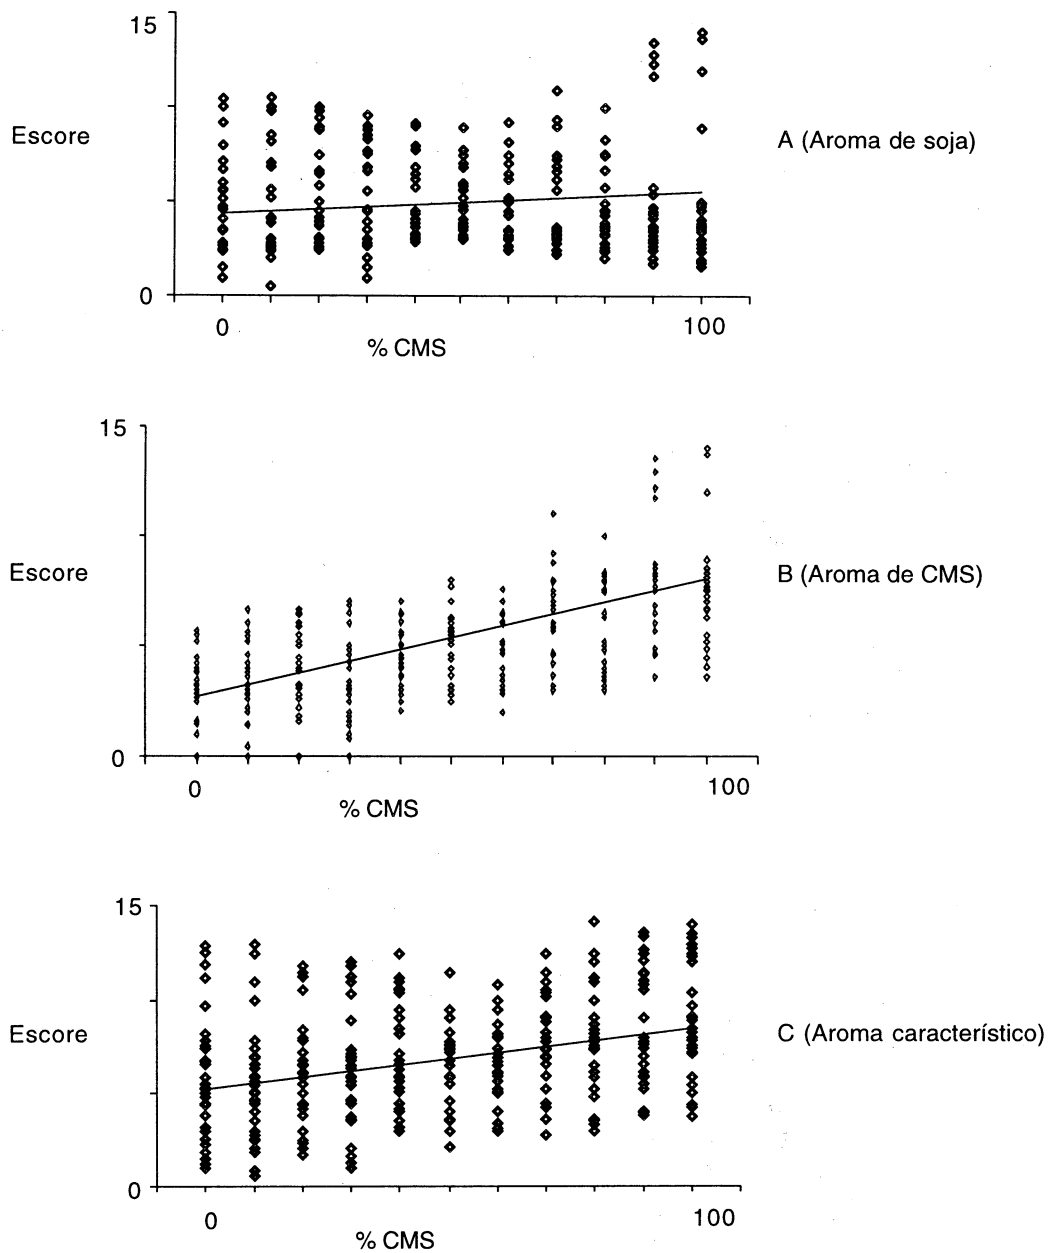 15
Escore
A (Aroma de soja)
0
0
100
% CMS
15
Escore
B (Aroma de CMS)
0
0
100
% CMS
15
Escore
C (Aroma característico)
0
0
100
% CMS